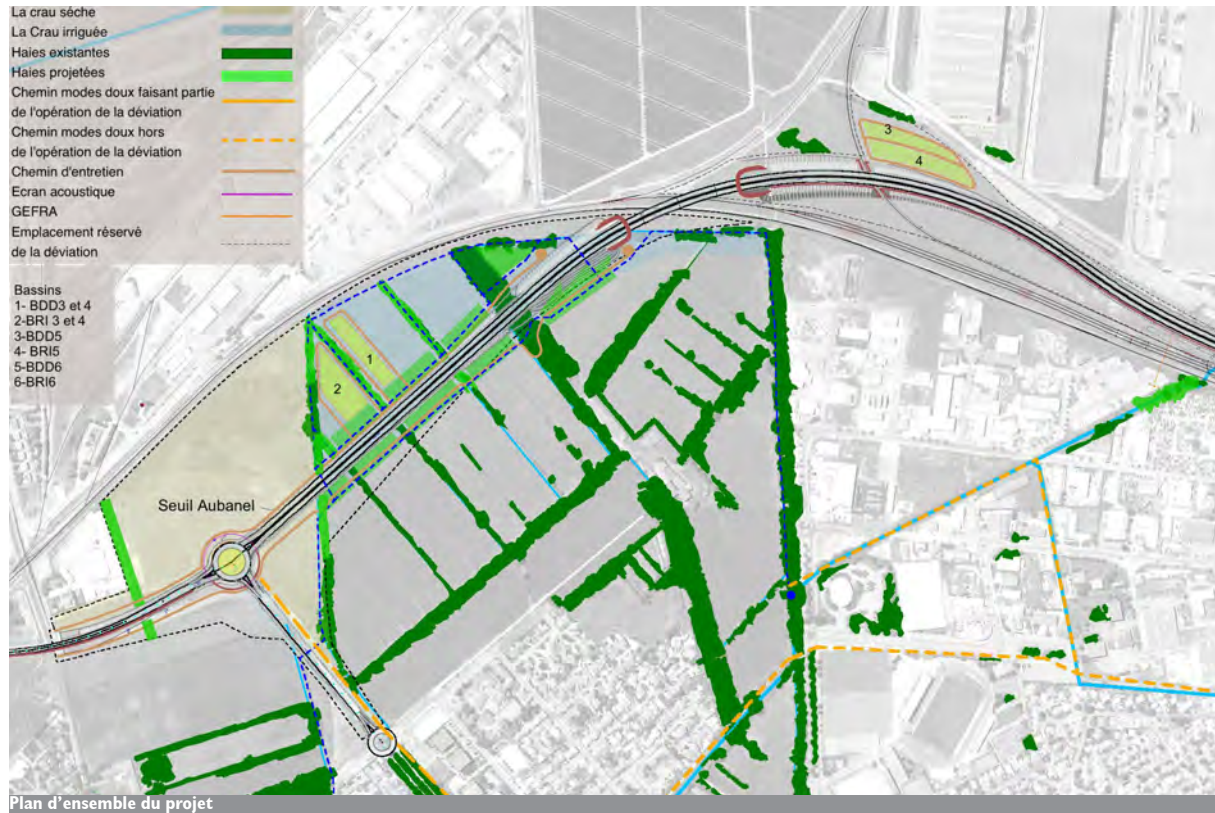 La crau sèche
La Crau irriguée
Haies existantes
Haies projetées
Chemin modes doux faisant partie
de l'opération de la déviation
Chemin modes doux hors
de l'opération de la déviation
Chemin d'entretien
Ecran acoustique
GEFRA
Emplacement réservé
de la déviation
Bassins
1- BDD3 et 4
2-BRI 3 et 4
3-BDD5
4- BRI5
5-BDD6
6-BRI6
3
4
1
2
Seuil Aubanel
Plan d'ensemble du projet